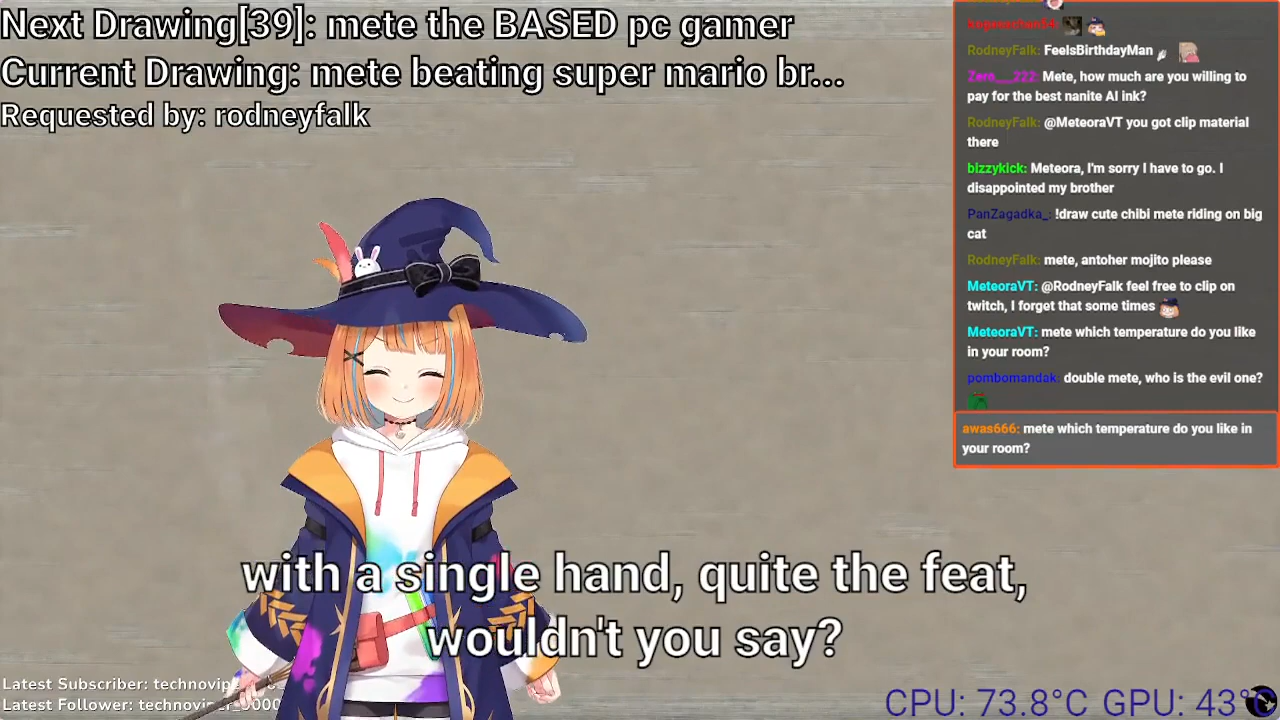 Next Drawing[39]: mete the BASED pc gamer
Current Drawing: mete beating super mario br...
Requested by: rodneyfalk
RodneyFalk: FeelsBirthdayMan
Zero__222: Mete, how much are you willing to
pay for the best nanite AI ink?
RodneyFalk: @MeteoraVT you got clip material
there
bizzykick: Meteora, I'm sorry I have to go. I
disappointed my brother
PanZagadka_: !draw cute chibi mete riding on big
cat
RodneyFalk: mete, antoher mojito please
MeteoraVT: @RodneyFalk feel free to clip on
twitch, I forget that some times
MeteoraVT: mete which temperature do you like
in your room?
pombomandak: double mete, who is the evil one?
awas666: mete which temperature do you like in
your room?
with a single hand, quite the feat,
wouldn't you say?
Latest Subscriber:
Latest Follower:
CPU: 73.8°C GPU: 43°C